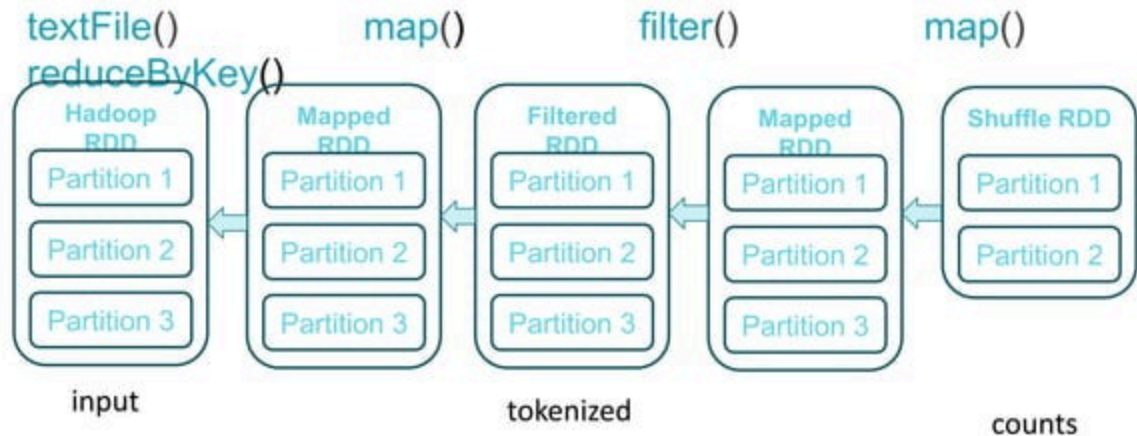 textFile() map() filter() map()
reduceByKey()
Hadoop
RDD
Partition 1
Partition 2
Partition 3
Mapped
RDD
Partition 1
Partition 2
Partition 3
Filtered
RDD
Partition 1
Partition 2
Partition 3
Mapped
RDD
Partition 1
Partition 2
Partition 3
Shuffle RDD
Partition 1
Partition 2
input
tokenized
counts